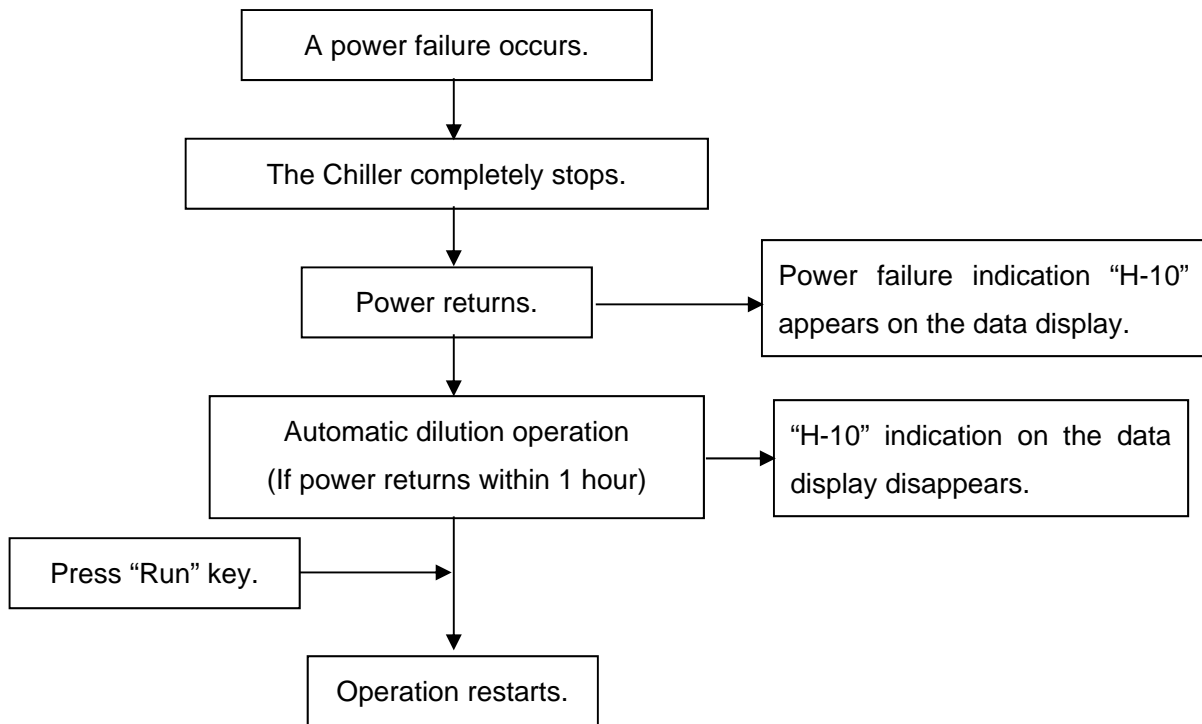 A power failure occurs.
The Chiller completely stops.
Power returns.
Power failure indication “H-10”
appears on the data display.
Automatic dilution operation
(If power returns within 1 hour)
“H-10” indication on the data
display disappears.
Press “Run” key.
Operation restarts.